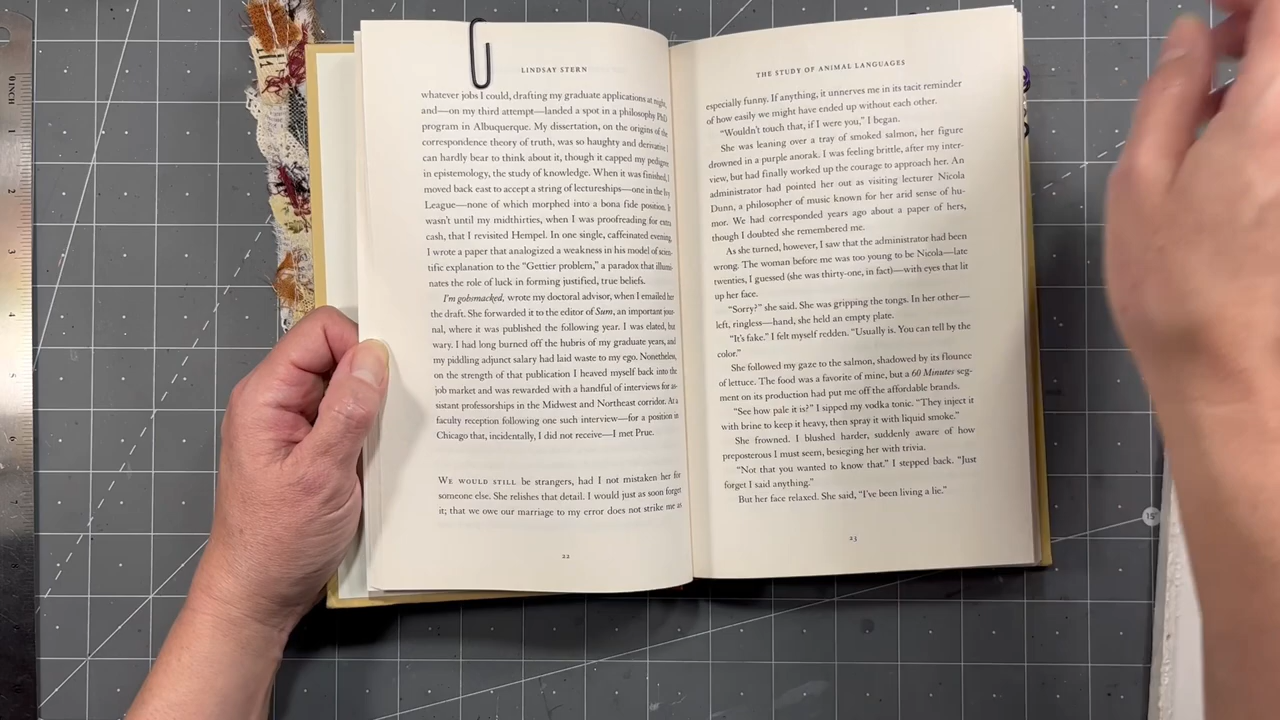 LINDSAY STERN
whatever jobs I could, drafting my graduate applications at night,
and—on my third attempt—landed a spot in a philosophy PhD
program in Albuquerque. My dissertation, on the origins of the
correspondence theory of truth, was so haughty and derivative I
can hardly bear to think about it, though it capped my pedigree
in epistemology, the study of knowledge. When it was finished, I
moved back east to accept a string of lectureships—one in the Ivy
League—none of which morphed into a bona fide position. It
wasn't until my midthirties, when I was proofreading for extra
cash, that I revisited Hempel. In one single, caffeinated evening,
I wrote a paper that analogized a weakness in his model of scien-
tific explanation to the “Gettier problem,” a paradox that illumi-
nates the role of luck in forming justified, true beliefs.
I'm gobsmacked, wrote my doctoral advisor, when I emailed her
the draft. She forwarded it to the editor of Sum, an important jour-
nal, where it was published the following year. I was elated, but
wary. I had long burned off the hubris of my graduate years, and
my piddling adjunct salary had laid waste to my ego. Nonetheless,
on the strength of that publication I heaved myself back into the
job market and was rewarded with a handful of interviews for as-
sistant professorships in the Midwest and Northeast corridor. At a
faculty reception following one such interview—for a position in
Chicago that, incidentally, I did not receive—I met Prue.
WE WOULD STILL be strangers, had I not mistaken her for
someone else. She relishes that detail. I would just as soon forget
it; that we owe our marriage to my error does not strike me as
22
THE STUDY OF ANIMAL LANGUAGES
especially funny. If anything, it unnerves me in its tacit reminder
of how easily we might have ended up without each other.
“Wouldn't touch that, if I were you,” I began.
She was leaning over a tray of smoked salmon, her figure
drowned in a purple anorak. I was feeling brittle, after my inter-
view, but had finally worked up the courage to approach her. An
administrator had pointed her out as visiting lecturer Nicola
Dunn, a philosopher of music known for her arid sense of hu-
mor. We had corresponded years ago about a paper of hers,
though I doubted she remembered me.
As she turned, however, I saw that the administrator had been
wrong. The woman before me was too young to be Nicola—late
twenties, I guessed (she was thirty-one, in fact)—with eyes that lit
up her face.
“Sorry?” she said. She was gripping the tongs. In her other—
left, ringless—hand, she held an empty plate.
“It's fake.” I felt myself redden. “Usually is. You can tell by the
color.”
She followed my gaze to the salmon, shadowed by its flounce
of lettuce. The food was a favorite of mine, but a 60 Minutes seg-
ment on its production had put me off the affordable brands.
“See how pale it is?” I sipped my vodka tonic. “They inject it
with brine to keep it heavy, then spray it with liquid smoke.”
She frowned. I blushed harder, suddenly aware of how
preposterous I must seem, besieging her with trivia.
“Not that you wanted to know that.” I stepped back. “Just
forget I said anything.”
But her face relaxed. She said, “I've been living a lie.”
23
0 INCH
1
2
3
4
5
6
7
8
15"